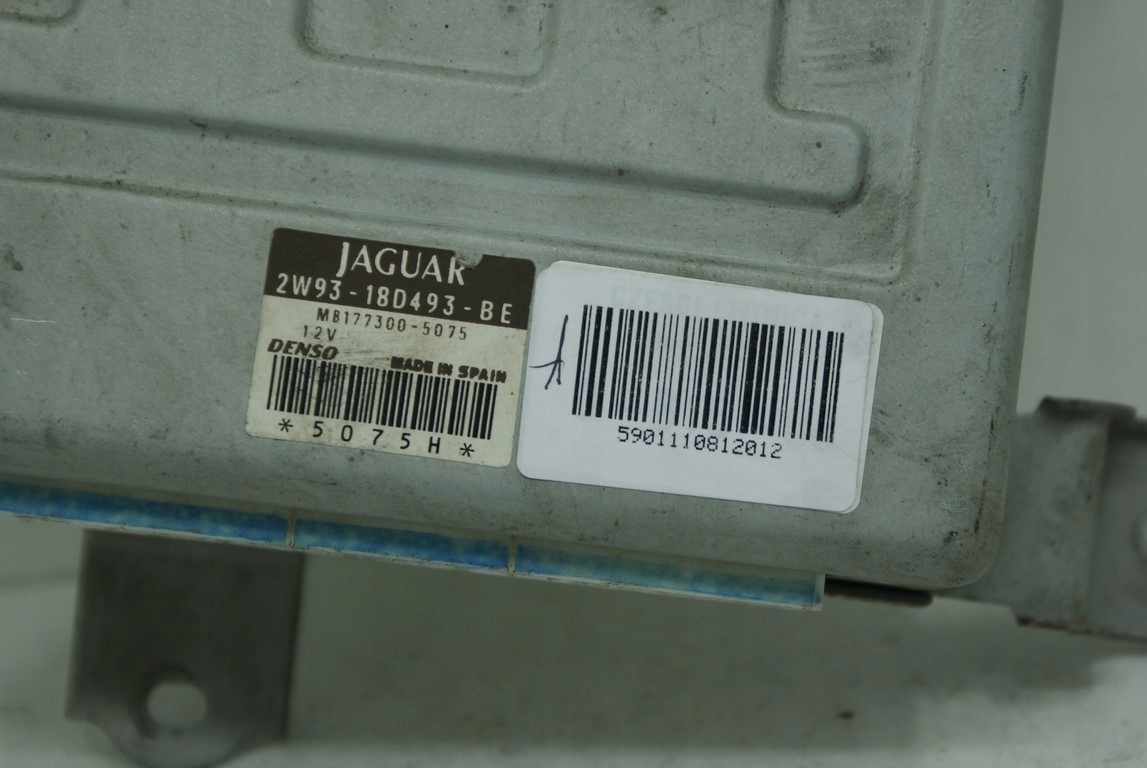 JAGUAR
2W93-18D493-BE
MB177300-5075
12V
DENSO MADE IN SPAIN
*5075H*
5901110812012